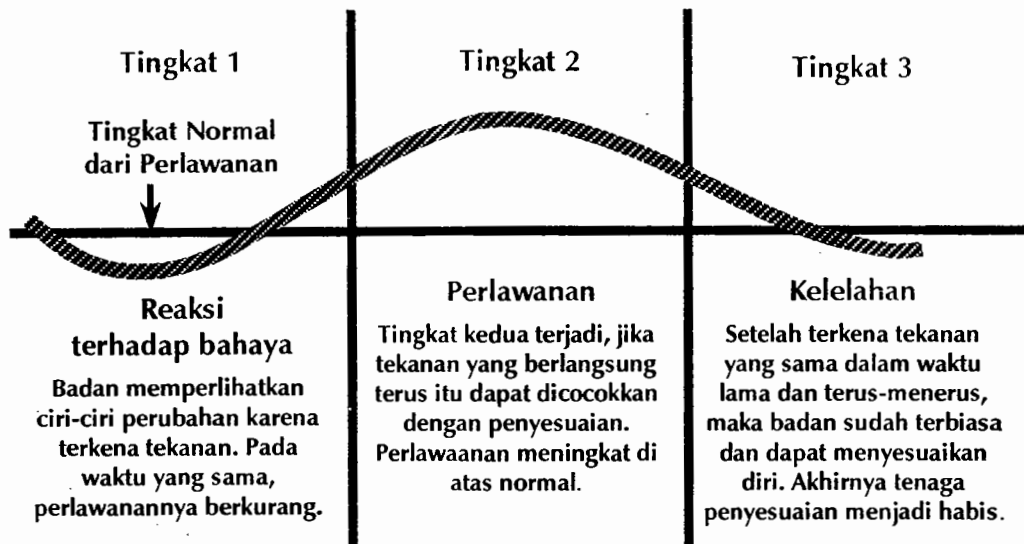 Tingkat 1
Tingkat Normal
dari Perlawanan
Reaksi
terhadap bahaya
Badan memperlihatkan
ciri-ciri perubahan karena
terkena tekanan. Pada
waktu yang sama,
perlawanannya berkurang.
Tingkat 2
Perlawanan
Tingkat kedua terjadi, jika
tekanan yang berlangsung
terus itu dapat dicocokkan
dengan penyesuaian.
Perlawaanan meningkat di
atas normal.
Tingkat 3
Kelelahan
Setelah terkena tekanan
yang sama dalam waktu
lama dan terus-menerus,
maka badan sudah terbiasa
dan dapat menyesuaikan
diri. Akhirnya tenaga
penyesuaian menjadi habis.